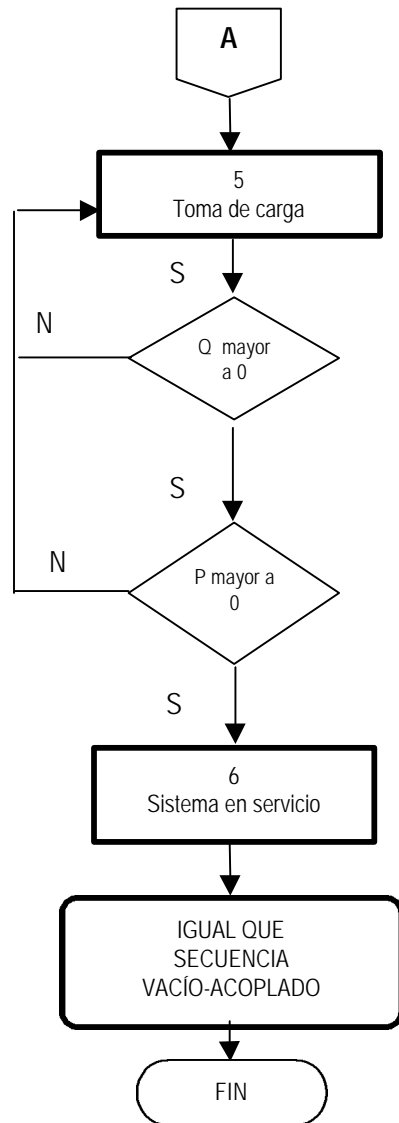 A
5
Toma de carga
S
N
Q mayor
a 0
S
N
P mayor a
0
S
6
Sistema en servicio
IGUAL QUE
SECUENCIA
VACÍO-ACOPLADO
FIN